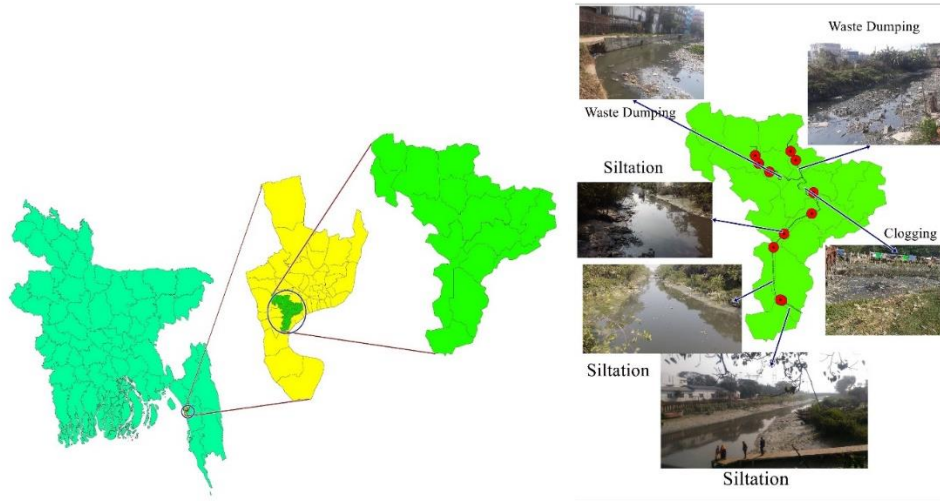 Waste Dumping
Waste Dumping
Siltation
Clogging
Siltation
Siltation